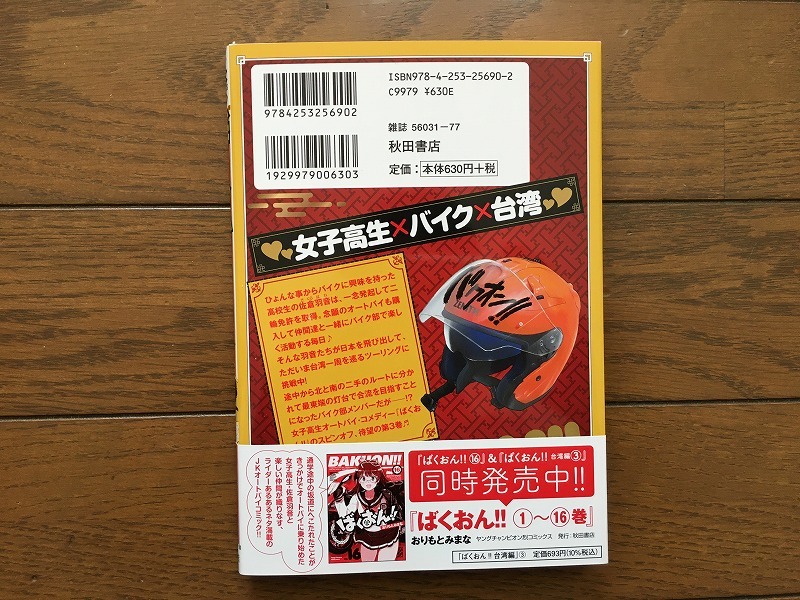 ISBN978-4-253-25690-2
C9979 ¥630E
9784253256902
雑誌 56031-77
秋田書店
1929979006303
定価：本体630円+税
女子高生×バイク×台湾
ひょんな事からバイクに興味を持った
高校生の佐倉羽音は、一念発起して二
輪免許を取得。念願のオートバイも購
入して仲間達と一緒にバイク部で楽し
く活動する毎日♪
そんな羽音たちが日本を飛び出して、
ただいま台湾一周を巡るツーリングに
挑戦中!
途中から北と南の二手のルートに分か
れて最東端の灯台で合流を目指すこと
になったバイク部メンバーだが――!?
女子高生オートバイ・コメディー『ばくお
ん!!』のスピンオフ、待望の第3巻♬
バクオン!!
通学途中の坂道にへこたれたことが
きっかけでオートバイに乗り始めた
女子高生・佐倉羽音と
楽しい仲間が織りなす、
ライダーあるあるネタ満載の
JKオートバイコミック!!
BAKUON!!
16
ばくおん!!
16
『ばくおん!!⑯』&『ばくおん!! 台湾編③』
同時発売中!!
『ばくおん!! ①〜⑯巻』
おりもとみまな ヤングチャンピオン烈コミックス 発行：秋田書店
『ばくおん!! 台湾編』③
定価693円(10%税込)